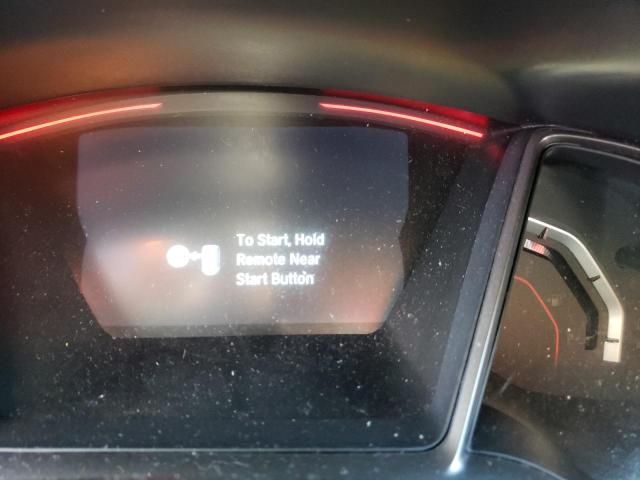 To Start, Hold
Remote Near
Start Button